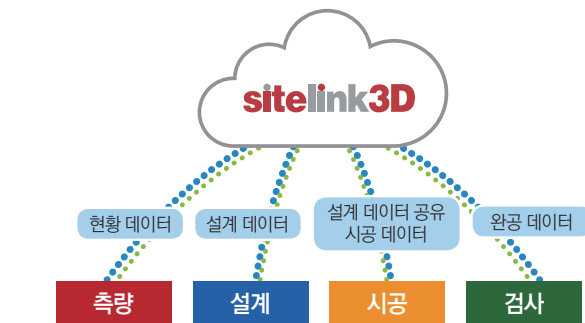 sitelink3D
현황 데이터
설계 데이터
설계 데이터 공유
시공 데이터
완공 데이터
측량
설계
시공
검사